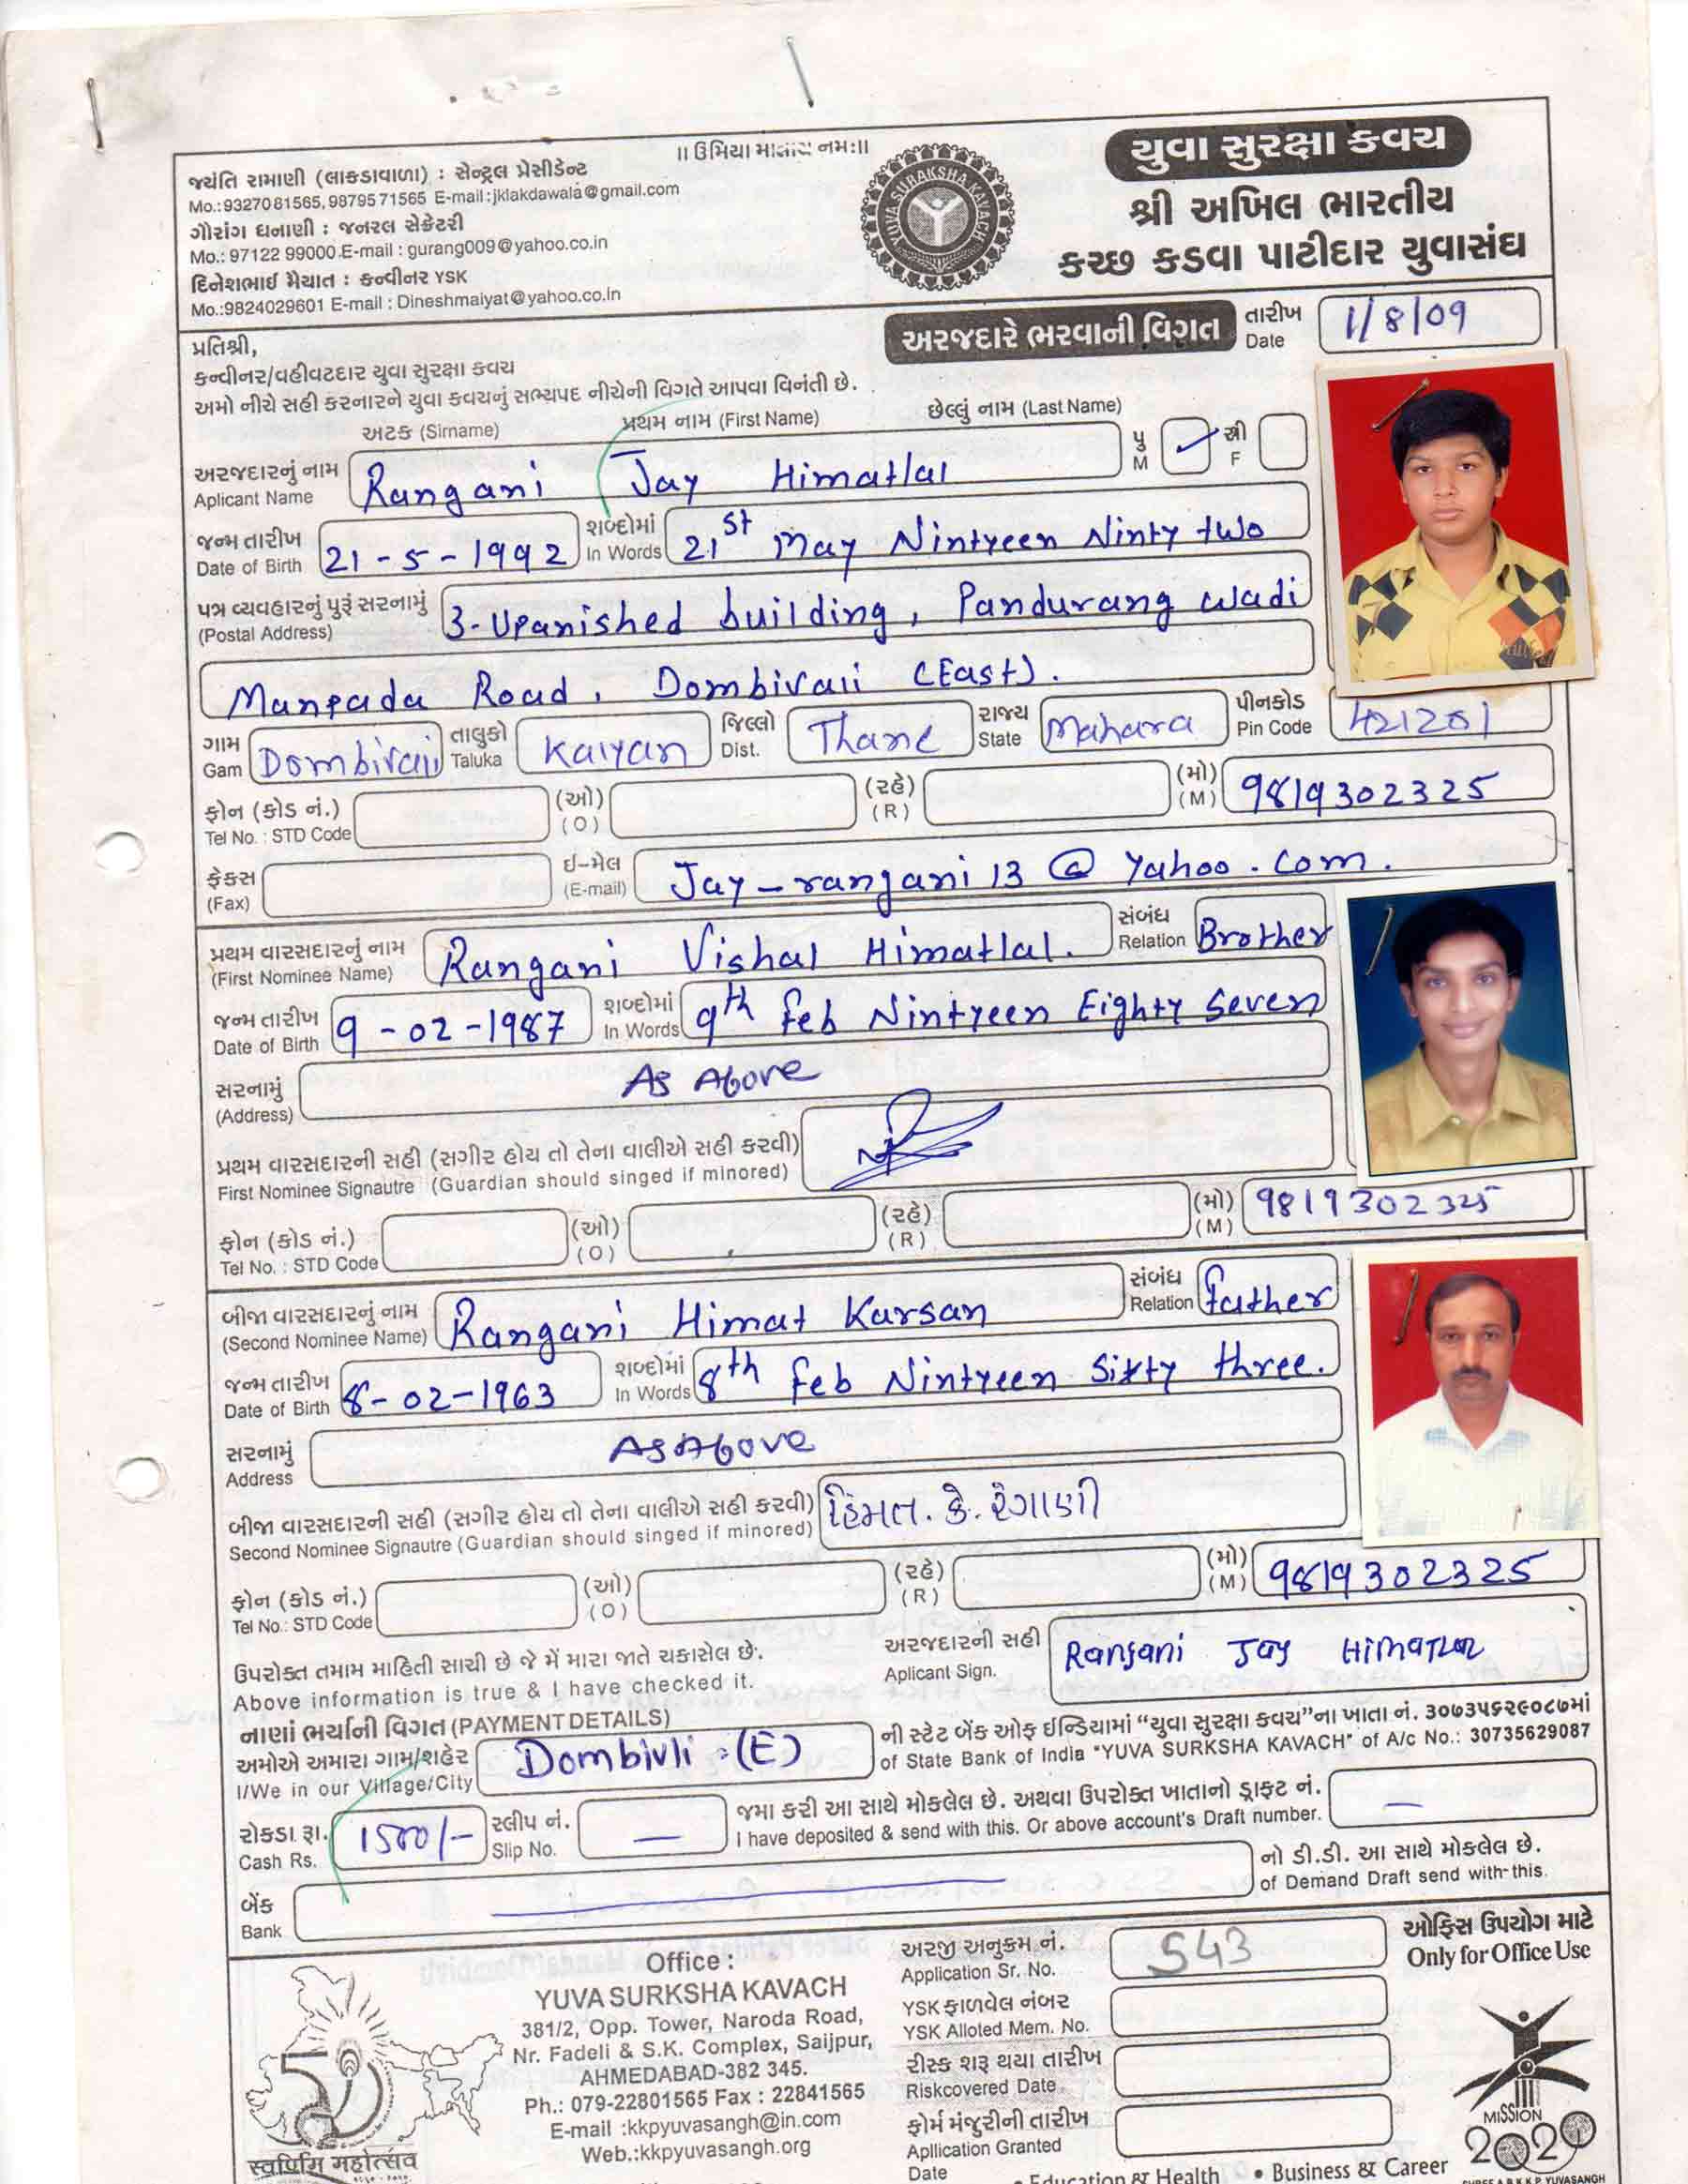 ॥ ઉમિયા માતાય નમઃ॥
જ્યંતિ રામાણી (લાકડાવાળા) : સેન્ટ્રલ પ્રેસીડેન્ટ
Mo.:9327081565, 9879571565 E-mail :jklakdawala@gmail.com
ગૌરાંગ ધનાણી : જનરલ સેક્રેટરી
Mo.: 97122 99000 E-mail : gurang009@yahoo.co.in
દિનેશભાઈ મૈયાત : કન્વીનર YSK
Mo.:9824029601 E-mail : Dineshmaiyat@yahoo.co.in
YUVA SURAKSHA KAVACH
યુવા સુરક્ષા કવચ
શ્રી અખિલ ભારતીય
કચ્છ કડવા પાટીદાર યુવાસંઘ
અરજદારે ભરવાની વિગત
તારીખ
Date 1/8/09
પ્રતિશ્રી,
કન્વીનર/વહીવટદાર યુવા સુરક્ષા કવચ
અમો નીચે સહી કરનારને યુવા કવચનું સભ્યપદ નીચેની વિગતે આપવા વિનંતી છે.
અટક (Sirname) પ્રથમ નામ (First Name) છેલ્લું નામ (Last Name)
અરજદારનું નામ
Aplicant Name Rangani Jay Himatlal
પુ
M ✓ સ્ત્રી
F
જન્મ તારીખ
Date of Birth 21-5-1992 શબ્દોમાં
In Words 21st May Nintyeen Ninty two
પત્ર વ્યવહારનું પુરૂં સરનામું
(Postal Address) 3-Upanished building, Pandurang wadi
Manpada Road, Dombivali (East).
ગામ
Gam Dombivali તાલુકો
Taluka Kalyan જિલ્લો
Dist. Thane રાજ્ય
State Mahara પીનકોડ
Pin Code 421201
ફોન (કોડ નં.)
Tel No. : STD Code (ઓ)
(O) (રહે)
(R) (મો)
(M) 9819302325
ફેક્સ
(Fax) ઈ-મેલ
(E-mail) Jay-rangani13@yahoo.com.
પ્રથમ વારસદારનું નામ
(First Nominee Name) Rangani Vishal Himatlal. સંબંધ
Relation Brother
જન્મ તારીખ
Date of Birth 9-02-1987 શબ્દોમાં
In Words 9th feb Nintyeen Eighty Seven
સરનામું
(Address) As Above
પ્રથમ વારસદારની સહી (સગીર હોય તો તેના વાલીએ સહી કરવી)
First Nominee Signautre (Guardian should singed if minored)
ફોન (કોડ નં.)
Tel No. : STD Code (ઓ)
(O) (રહે)
(R) (મો)
(M) 9819302325
બીજા વારસદારનું નામ
(Second Nominee Name) Rangani Himat Karsan સંબંધ
Relation father
જન્મ તારીખ
Date of Birth 8-02-1963 શબ્દોમાં
In Words 8th feb Nintyeen Sixty three.
સરનામું
Address As Above
બીજા વારસદારની સહી (સગીર હોય તો તેના વાલીએ સહી કરવી)
Second Nominee Signautre (Guardian should singed if minored) હિંમત. કે. રંગાણી
ફોન (કોડ નં.)
Tel No.: STD Code (ઓ)
(O) (રહે)
(R) (મો)
(M) 9819302325
ઉપરોક્ત તમામ માહિતી સાચી છે જે મેં મારા જાતે ચકાસેલ છે.
Above information is true & I have checked it.
અરજદારની સહી
Aplicant Sign. Rangani Jay Himatlal
નાણાં ભર્યાની વિગત (PAYMENT DETAILS)
અમોએ અમારા ગામ/શહેર
I/We in our Village/City Dombivli (E)
ની સ્ટેટ બેંક ઓફ ઈન્ડિયામાં “યુવા સુરક્ષા કવચ”ના ખાતા નં. ૩૦૭૩૫૬૨૯૦૮૭માં
of State Bank of India "YUVA SURKSHA KAVACH" of A/c No.: 30735629087
રોકડા રૂા.
Cash Rs. 1500/- સ્લીપ નં.
Slip No. —
જમા કરી આ સાથે મોકલેલ છે. અથવા ઉપરોક્ત ખાતાનો ડ્રાફ્ટ નં.
I have deposited & send with this. Or above account's Draft number. —
બેંક
Bank
નો ડી.ડી. આ સાથે મોકલેલ છે.
of Demand Draft send with-this.
स्वर्णिम महोत्सव
Office :
YUVA SURKSHA KAVACH
381/2, Opp. Tower, Naroda Road,
Nr. Fadeli & S.K. Complex, Saijpur,
AHMEDABAD-382 345.
Ph.: 079-22801565 Fax : 22841565
E-mail :kkpyuvasangh@in.com
Web.:kkpyuvasangh.org
અરજી અનુક્રમ નં.
Application Sr. No. 543
YSK ફાળવેલ નંબર
YSK Alloted Mem. No.
રીસ્ક શરૂ થયા તારીખ
Riskcovered Date
ફોર્મ મંજુરીની તારીખ
Apllication Granted
Date
ઓફિસ ઉપયોગ માટે
Only for Office Use
MISSION
2020
• Education & Health • Business & Career